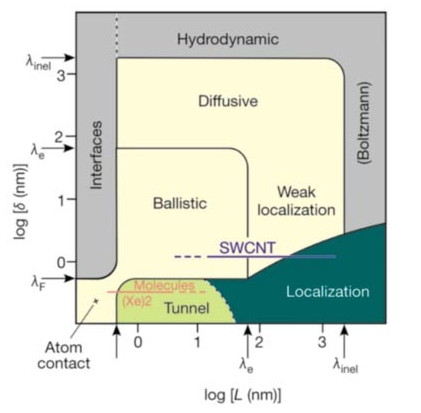 Hydrodynamic
λinel
3
Diffusive
2
λe
Interfaces
(Boltzmann)
log [δ (nm)]
1
Ballistic
Weak
localization
SWCNT
0
λF
Molecules
(Xe)2
Tunnel
Localization
Atom
contact
0
1
2
3
λe
λinel
log [L (nm)]